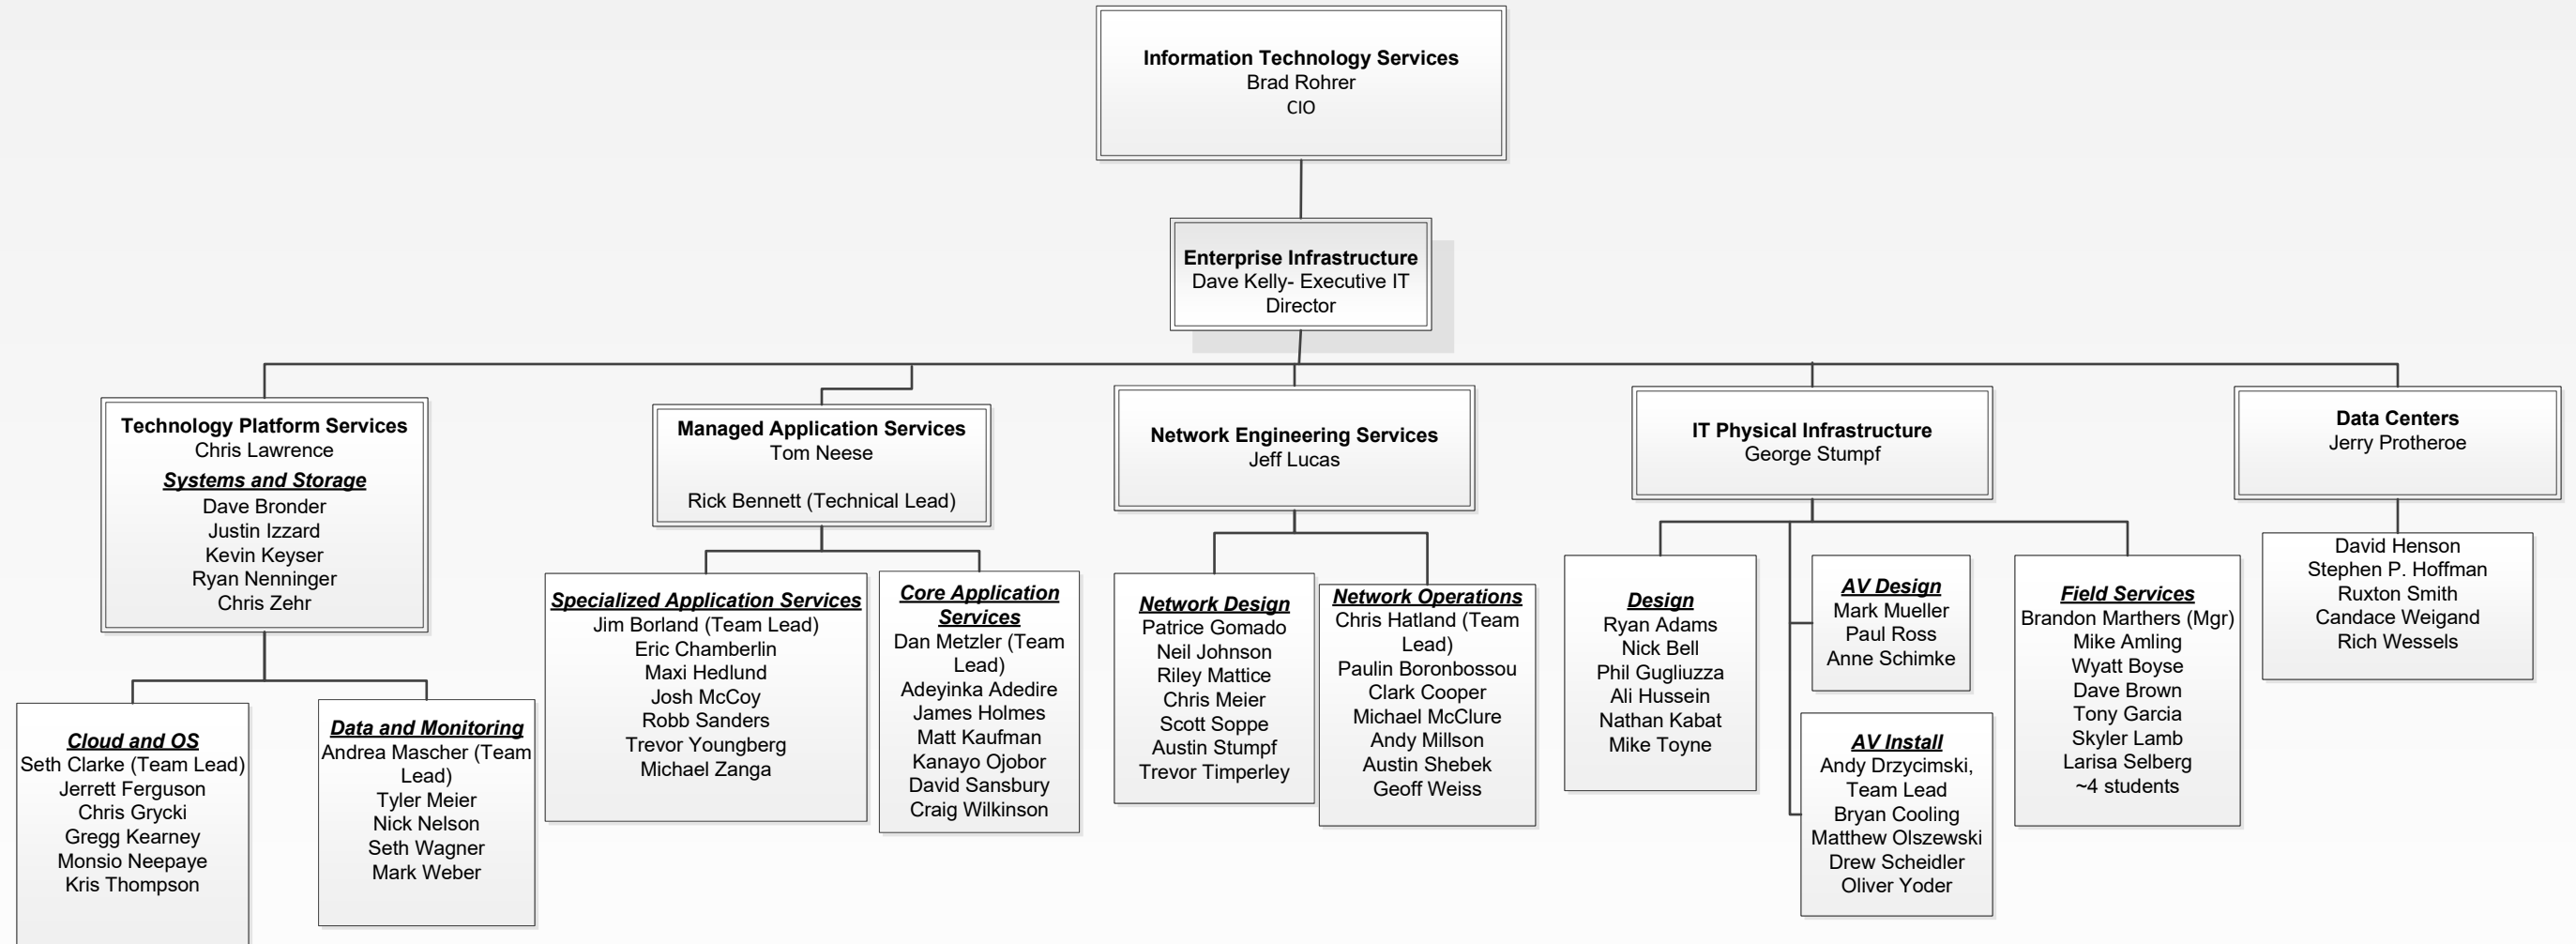 Information Technology Services
Brad Rohrer
CIO
Enterprise Infrastructure
Dave Kelly- Executive IT
Director
Technology Platform Services
Chris Lawrence
Systems and Storage
Dave Bronder
Justin Izzard
Kevin Keyser
Ryan Nenninger
Chris Zehr
Cloud and OS
Seth Clarke (Team Lead)
Jerrett Ferguson
Chris Grycki
Gregg Kearney
Monsio Neepaye
Kris Thompson
Data and Monitoring
Andrea Mascher (Team
Lead)
Tyler Meier
Nick Nelson
Seth Wagner
Mark Weber
Managed Application Services
Tom Neese
Rick Bennett (Technical Lead)
Specialized Application Services
Jim Borland (Team Lead)
Eric Chamberlin
Maxi Hedlund
Josh McCoy
Robb Sanders
Trevor Youngberg
Michael Zanga
Core Application
Services
Dan Metzler (Team
Lead)
Adeyinka Adedire
James Holmes
Matt Kaufman
Kanayo Ojobor
David Sansbury
Craig Wilkinson
Network Engineering Services
Jeff Lucas
Network Design
Patrice Gomado
Neil Johnson
Riley Mattice
Chris Meier
Scott Soppe
Austin Stumpf
Trevor Timperley
Network Operations
Chris Hatland (Team
Lead)
Paulin Boronbossou
Clark Cooper
Michael McClure
Andy Millson
Austin Shebek
Geoff Weiss
IT Physical Infrastructure
George Stumpf
Design
Ryan Adams
Nick Bell
Phil Gugliuzza
Ali Hussein
Nathan Kabat
Mike Toyne
AV Design
Mark Mueller
Paul Ross
Anne Schimke
AV Install
Andy Drzycimski,
Team Lead
Bryan Cooling
Matthew Olszewski
Drew Scheidler
Oliver Yoder
Field Services
Brandon Marthers (Mgr)
Mike Amling
Wyatt Boyse
Dave Brown
Tony Garcia
Skyler Lamb
Larisa Selberg
~4 students
Data Centers
Jerry Protheroe
David Henson
Stephen P. Hoffman
Ruxton Smith
Candace Weigand
Rich Wessels